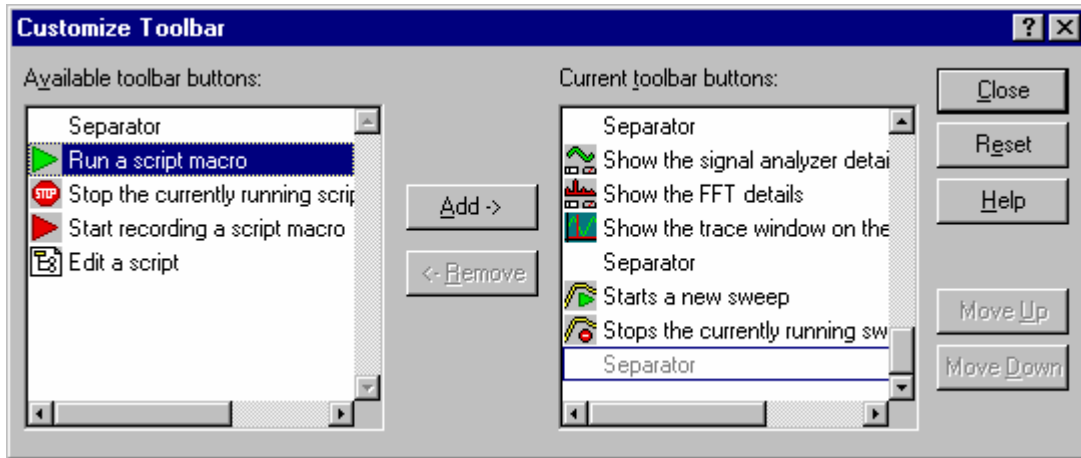 Customize Toolbar
Available toolbar buttons:
Separator
Run a script macro
STOP
Stop the currently running scrip
Start recording a script macro
Edit a script
Add ->
<- Remove
Current toolbar buttons:
Separator
Show the signal analyzer detai
Show the FFT details
Show the trace window on the
Separator
Starts a new sweep
Stops the currently running sw
Separator
Close
Reset
Help
Move Up
Move Down